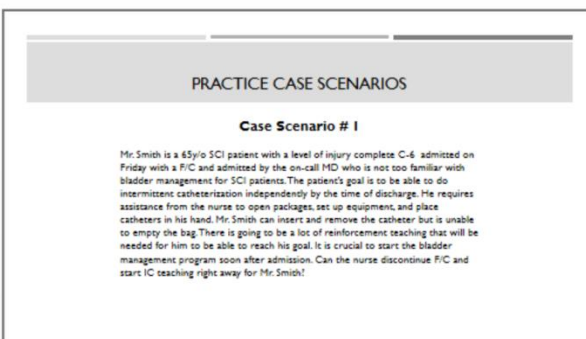 PRACTICE CASE SCENARIOS
Case Scenario # 1
Mr. Smith is a 65y/o SCI patient with a level of injury complete C-6 admitted on
Friday with a F/C and admitted by the on-call MD who is not too familiar with
bladder management for SCI patients. The patient's goal is to be able to do
intermittent catheterization independently by the time of discharge. He requires
assistance from the nurse to open packages, set up equipment, and place
catheters in his hand. Mr. Smith can insert and remove the catheter but is unable
to empty the bag. There is going to be a lot of reinforcement teaching that will be
needed for him to be able to reach his goal. It is crucial to start the bladder
management program soon after admission. Can the nurse discontinue F/C and
start IC teaching right away for Mr. Smith?